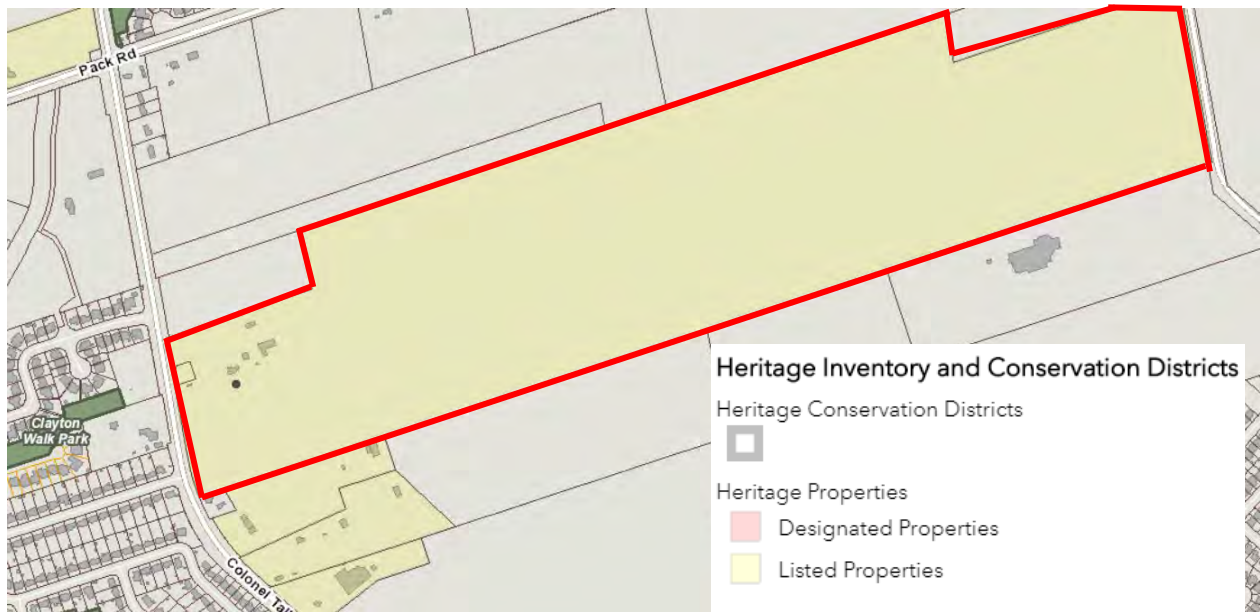 Pack Rd
Clayton
Walk Park
Colonel
Heritage Inventory and Conservation Districts
Heritage Conservation Districts
Heritage Properties
Designated Properties
Listed Properties